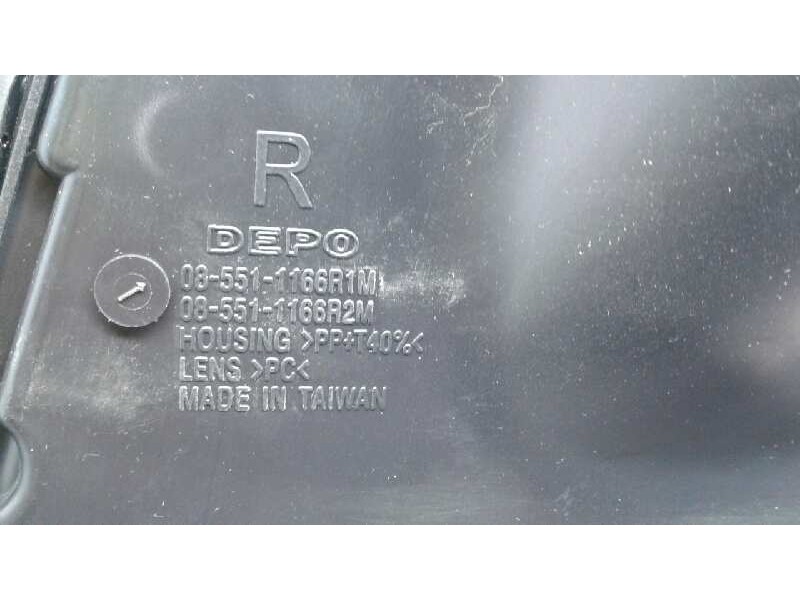 R
DEPO
08-551-1166R1M
08-551-1166R2M
HOUSING >PP+T40%<
LENS >PC<
MADE IN TAIWAN